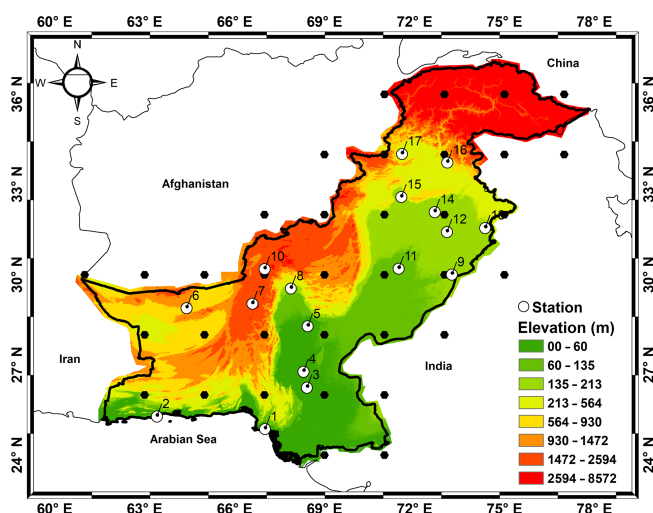 60° E 63° E 66° E 69° E 72° E 75° E 78° E
N
W E
S
36° N 33° N 30° N 27° N 24° N
36° N 33° N 30° N 27° N 24° N
China
Afghanistan
Iran
India
Arabian Sea
17
16
15
14
12
11
10
9
8
7
6
5
4
3
2
1
Station
Elevation (m)
00 - 60
60 - 135
135 - 213
213 - 564
564 - 930
930 - 1472
1472 - 2594
2594 - 8572
60° E 63° E 66° E 69° E 72° E 75° E 78° E